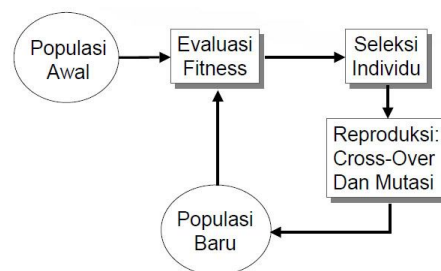 Populasi
Awal
Evaluasi
Fitness
Seleksi
Individu
Reproduksi:
Cross-Over
Dan Mutasi
Populasi
Baru